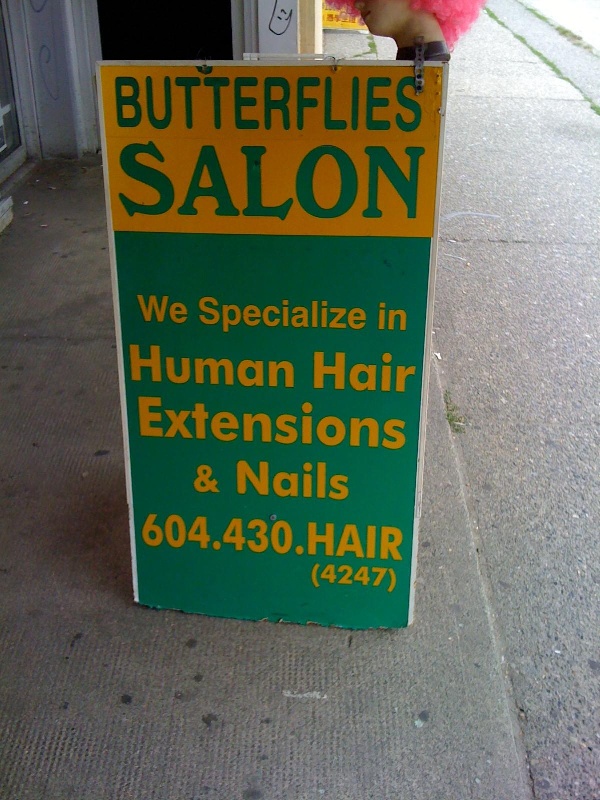 BUTTERFLIES
SALON
We Specialize in
Human Hair
Extensions
& Nails
604.430.HAIR
(4247)